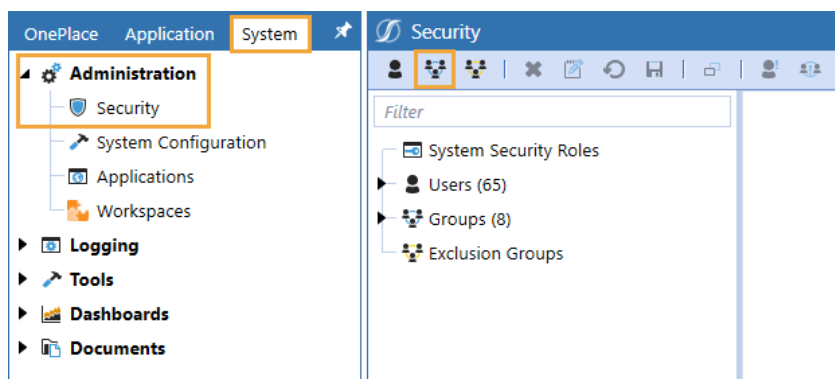 OnePlace Application System
Administration
Security
System Configuration
Applications
Workspaces
Logging
Tools
Dashboards
Documents
Security
Filter
System Security Roles
Users (65)
Groups (8)
Exclusion Groups